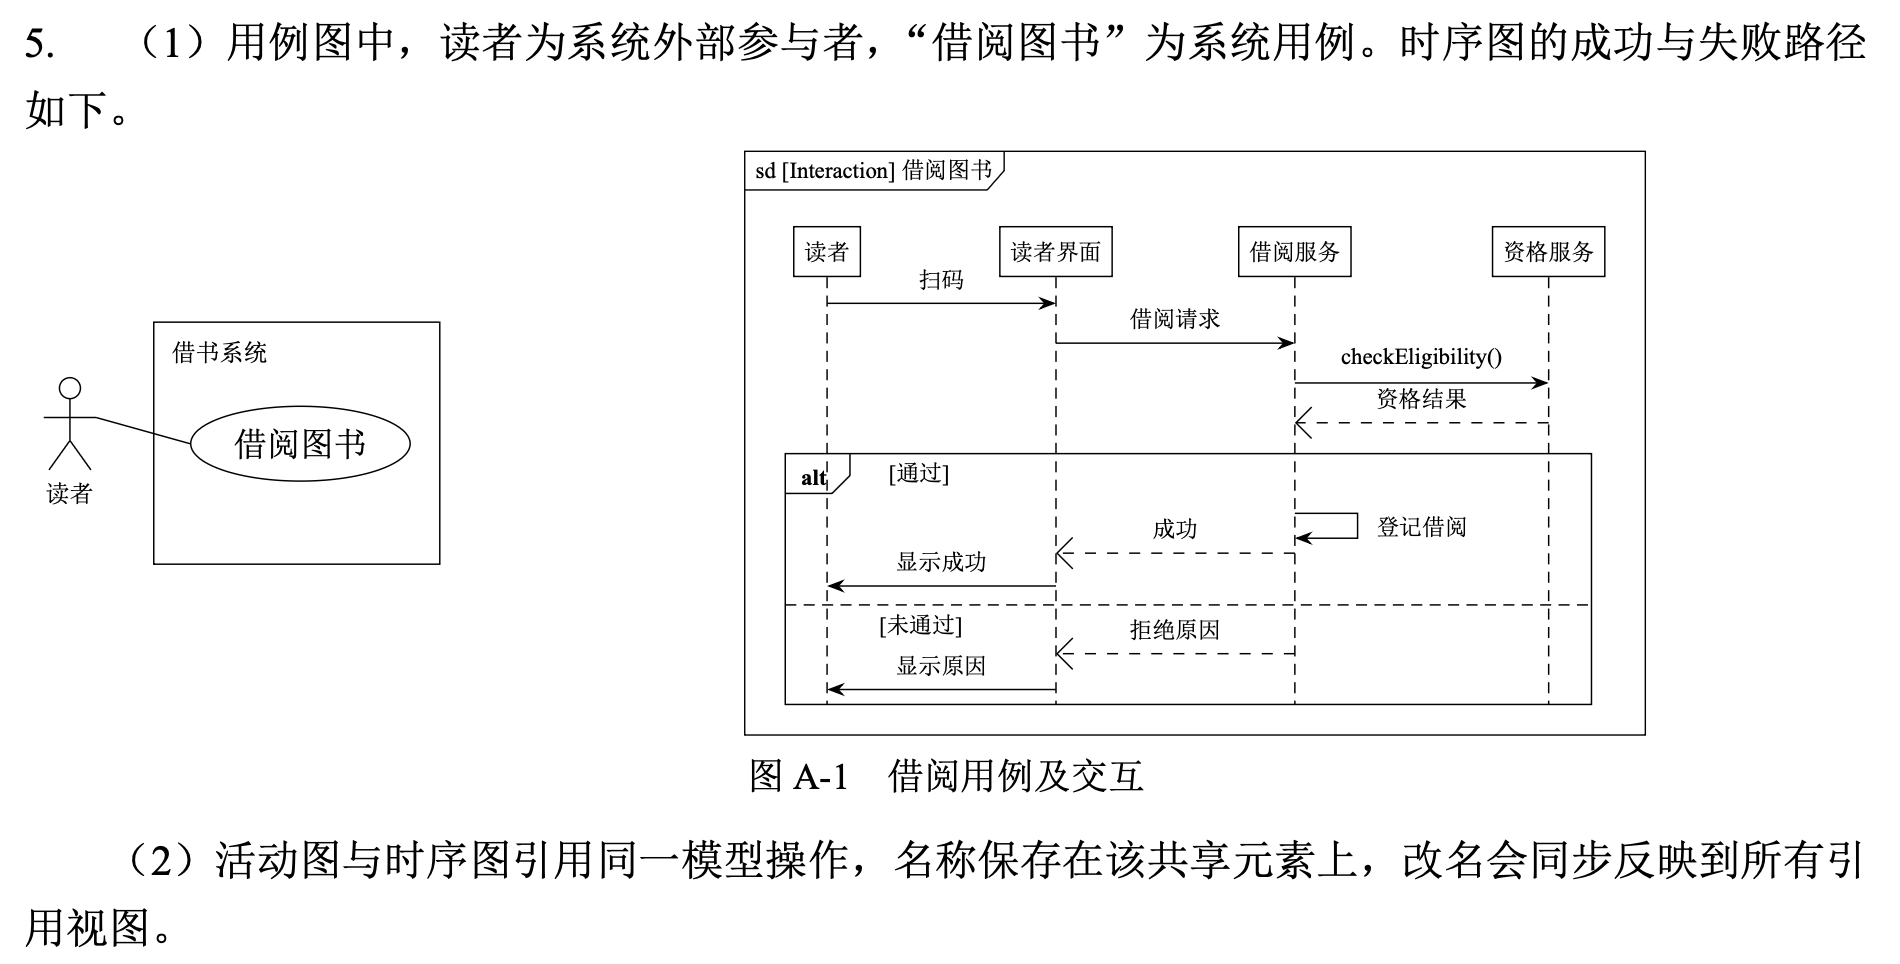 5. （1）用例图中，读者为系统外部参与者，“借阅图书”为系统用例。时序图的成功与失败路径
如下。
借书系统
借阅图书
读者
sd [Interaction] 借阅图书
读者
读者界面
借阅服务
资格服务
扫码
借阅请求
checkEligibility()
资格结果
alt
[通过]
登记借阅
成功
显示成功
[未通过]
拒绝原因
显示原因
图 A-1 借阅用例及交互
（2）活动图与时序图引用同一模型操作，名称保存在该共享元素上，改名会同步反映到所有引
用视图。